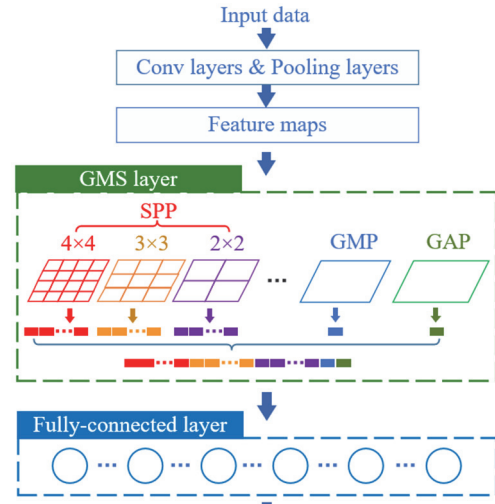 Input data
Conv layers & Pooling layers
Feature maps
GMS layer
SPP
4×4 3×3 2×2 ... GMP GAP
Fully-connected layer